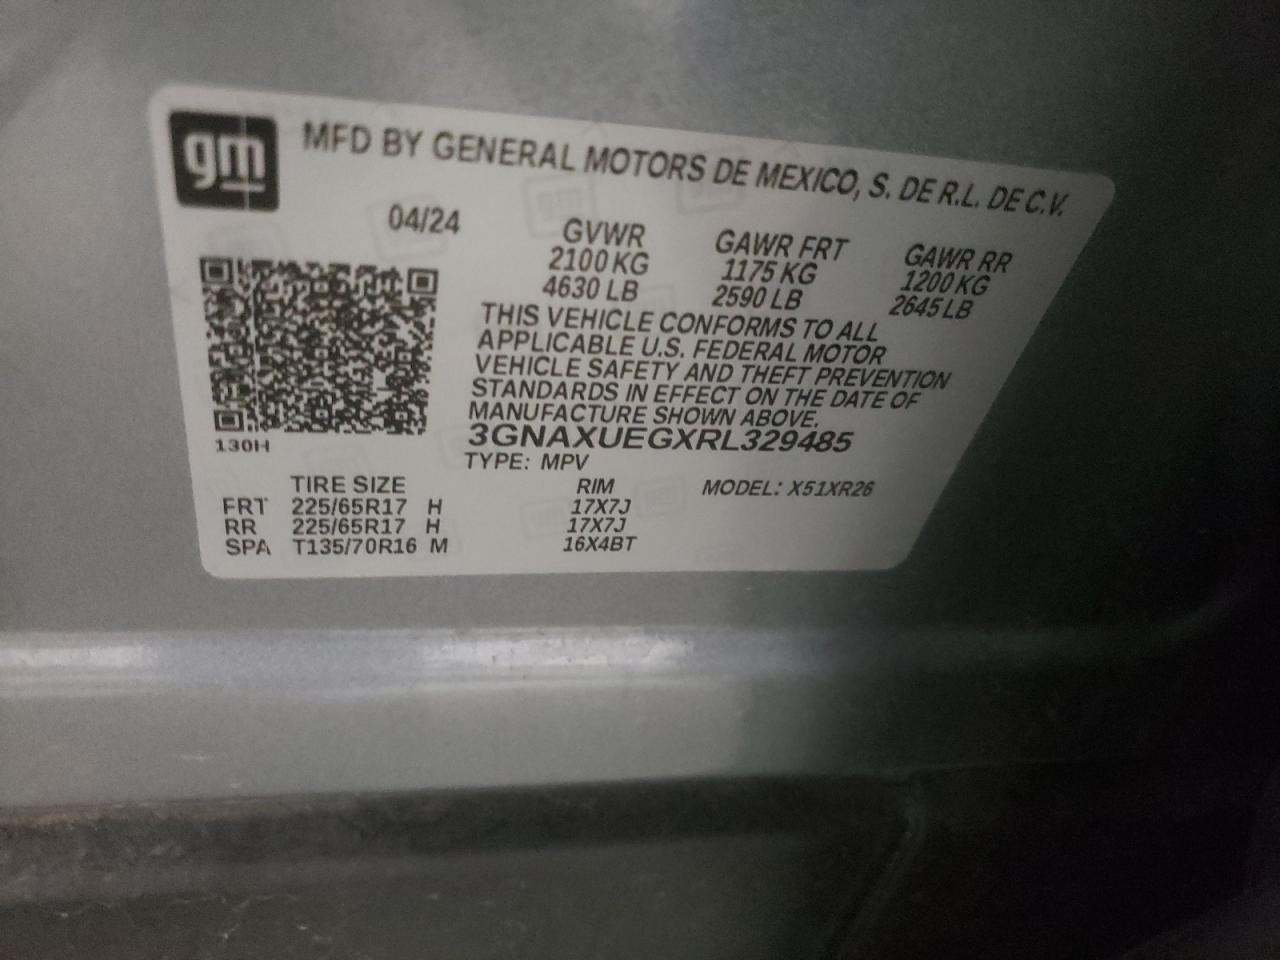 gm
MFD BY GENERAL MOTORS DE MEXICO, S. DE R.L. DE C.V.
04/24
GVWR GAWR FRT GAWR RR
2100 KG 1175 KG 1200 KG
4630 LB 2590 LB 2645 LB
THIS VEHICLE CONFORMS TO ALL
APPLICABLE U.S. FEDERAL MOTOR
VEHICLE SAFETY AND THEFT PREVENTION
STANDARDS IN EFFECT ON THE DATE OF
MANUFACTURE SHOWN ABOVE.
130H
3GNAXUEGXRL329485
TYPE: MPV
TIRE SIZE RIM MODEL: X51XR26
FRT 225/65R17 H 17X7J
RR 225/65R17 H 17X7J
SPA T135/70R16 M 16X4BT